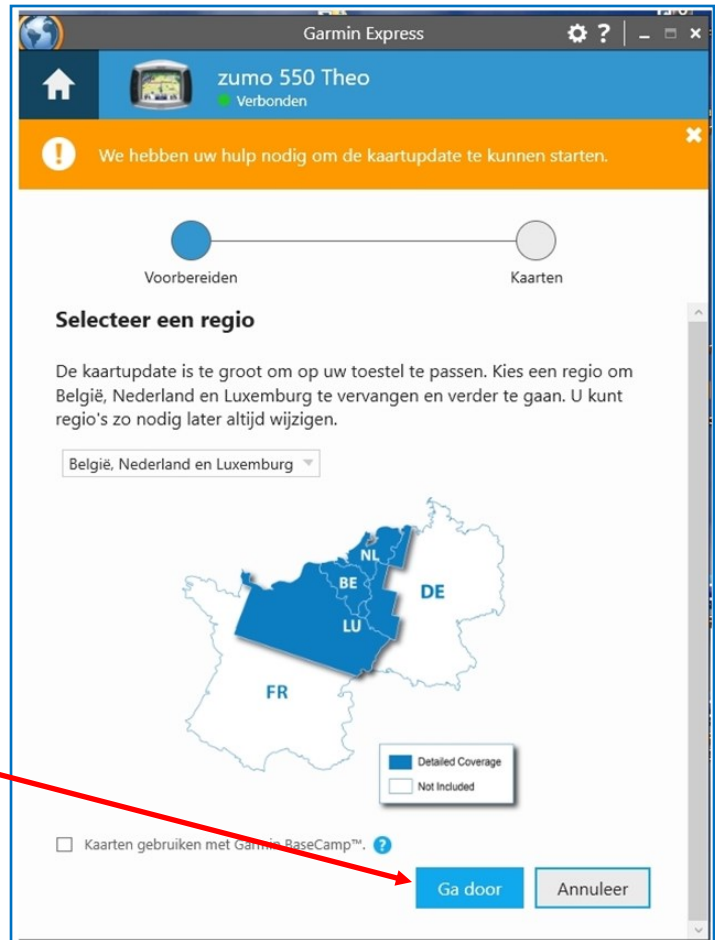 Garmin Express
?
zumo 550 Theo
Verbonden
! We hebben uw hulp nodig om de kaartupdate te kunnen starten.
Voorbereiden
Kaarten
Selecteer een regio
De kaartupdate is te groot om op uw toestel te passen. Kies een regio om
België, Nederland en Luxemburg te vervangen en verder te gaan. U kunt
regio's zo nodig later altijd wijzigen.
België, Nederland en Luxemburg
NL
BE
DE
LU
FR
Detailed Coverage
Not Included
Kaarten gebruiken met Garmin BaseCamp™. ?
Ga door
Annuleer